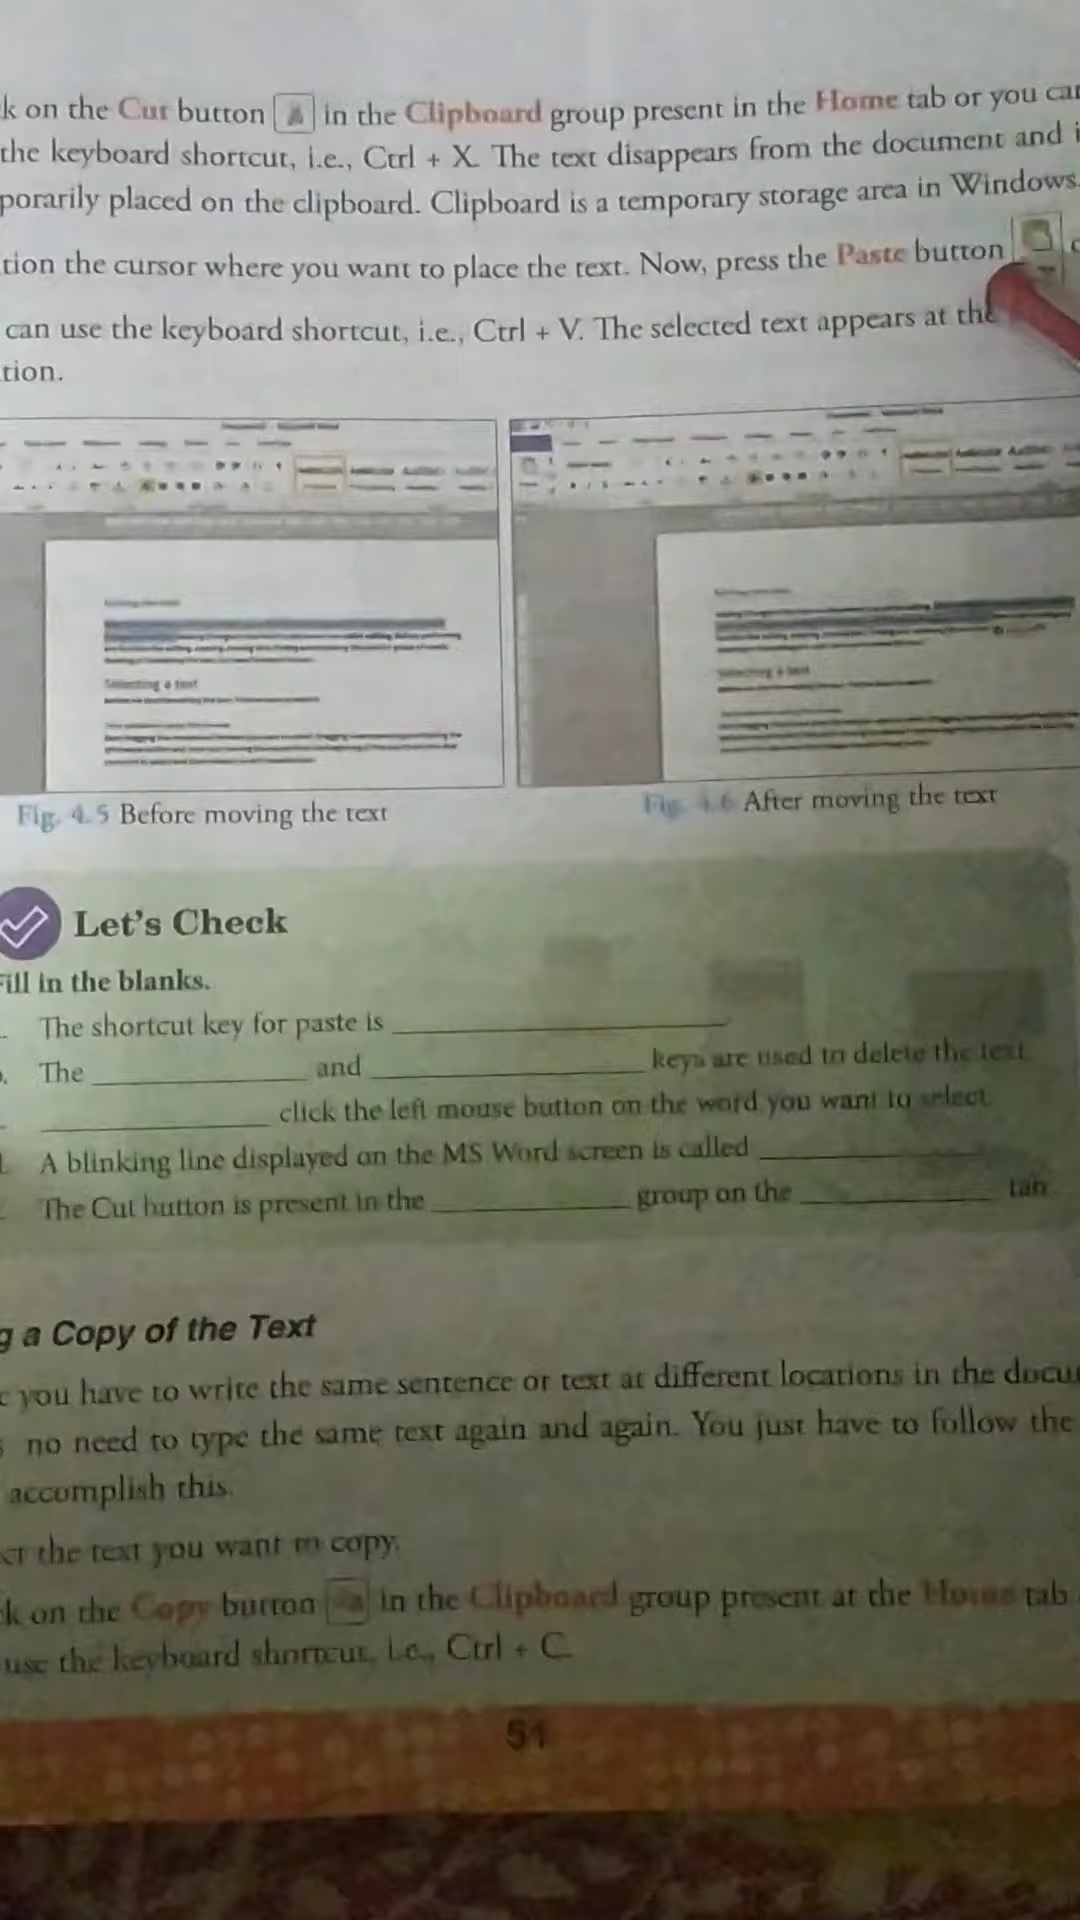 k on the Cut button in the Clipboard group present in the Home tab or you can
the keyboard shortcut, i.e., Ctrl + X. The text disappears from the document and i
porarily placed on the clipboard. Clipboard is a temporary storage area in Windows.
tion the cursor where you want to place the text. Now, press the Paste button
can use the keyboard shortcut, i.e., Ctrl + V. The selected text appears at the
tion.
Selecting a text
Selecting a text
Fig. 4.5 Before moving the text
Fig. 4.6 After moving the text
Let's Check
Fill in the blanks.
The shortcut key for paste is
The and keys are used to delete the text
click the left mouse button on the word you want to select
A blinking line displayed on the MS Word screen is called
The Cut button is present in the group on the tab
g a Copy of the Text
you have to write the same sentence or text at different locations in the docu
no need to type the same text again and again. You just have to follow the
accomplish this.
ct the text you want to copy.
k on the Copy button in the Clipboard group present at the Home tab
use the keyboard shortcut, i.e., Ctrl + C.
51